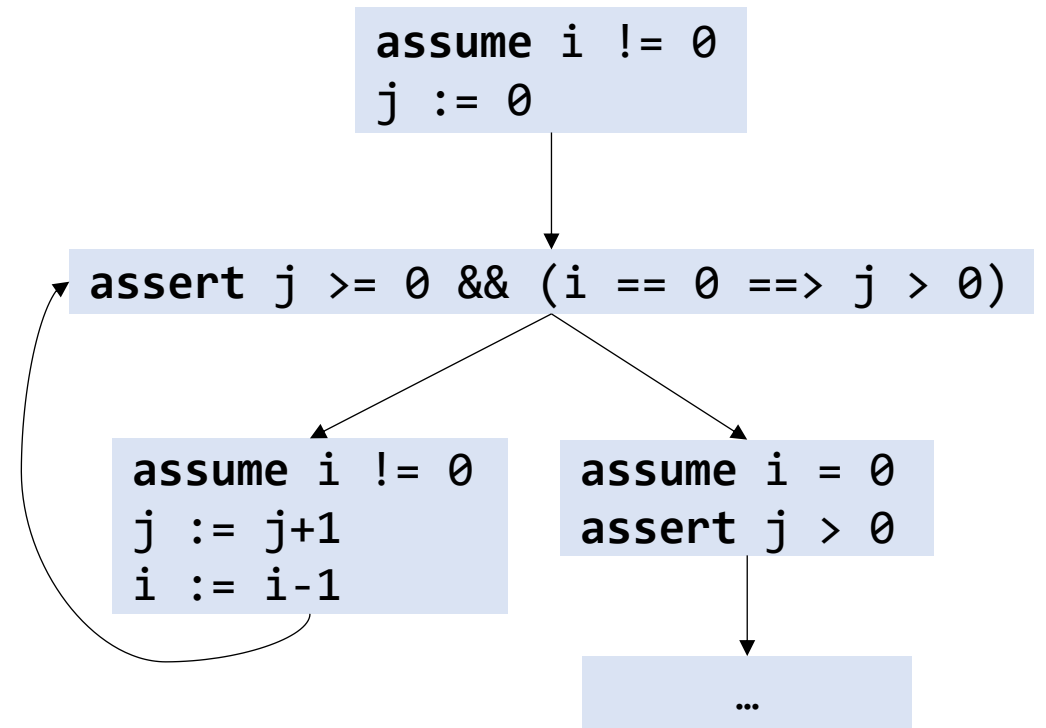 assume i != 0
j := 0
assert j >= 0 && (i == 0 ==> j > 0)
assume i != 0
j := j+1
i := i-1
assume i = 0
assert j > 0
…